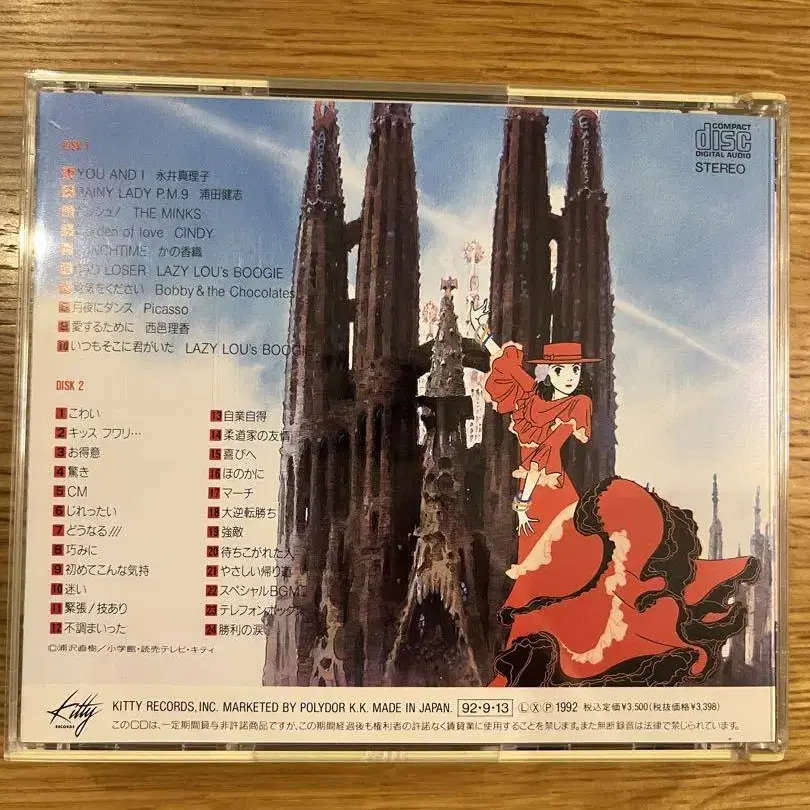 COMPACT
disc
DIGITAL AUDIO
STEREO
DISK 1
YOU AND I 永井真理子
RAINY LADY P.M.9 浦田健志
THE MINKS
of love CINDY
LUNCHTIME かの香織
LOSER LAZY LOU's BOOGIE
をください Bobby & the Chocolates
8 月夜にダンス Picasso
9 愛するために 西邑理香
10 いつもそこに君がいた LAZY LOU's BOOGIE
DISK 2
1 こわい
2 キッス フワリ…
3 お得意
4 驚き
5 CM
6 じれったい
7 どうなる!!!
8 巧みに
9 初めてこんな気持
10 迷い
11 緊張!技あり
12 不調まいった
13 自業自得
14 柔道家の友情
15 喜びへ
16 ほのかに
17 マーチ
18 大逆転勝ち
19 強敵
20 待ちこがれた人
21 やさしい帰り道
22 スペシャルBGM
23 テレフォンボックス
24 勝利の涙
©浦沢直樹/小学館・読売テレビ・キティ
Kitty
RECORDS
KITTY RECORDS, INC. MARKETED BY POLYDOR K.K. MADE IN JAPAN. 92・9・13 Ⓛ Ⓧ Ⓟ 1992 税込定価¥3,500(税抜価格¥3,398)
このCDは、一定期間貸与非許諾商品ですが、この期間経過後も権利者の許諾なく賃貸業に使用することを禁じます。また無断録音は法律で禁じられています。